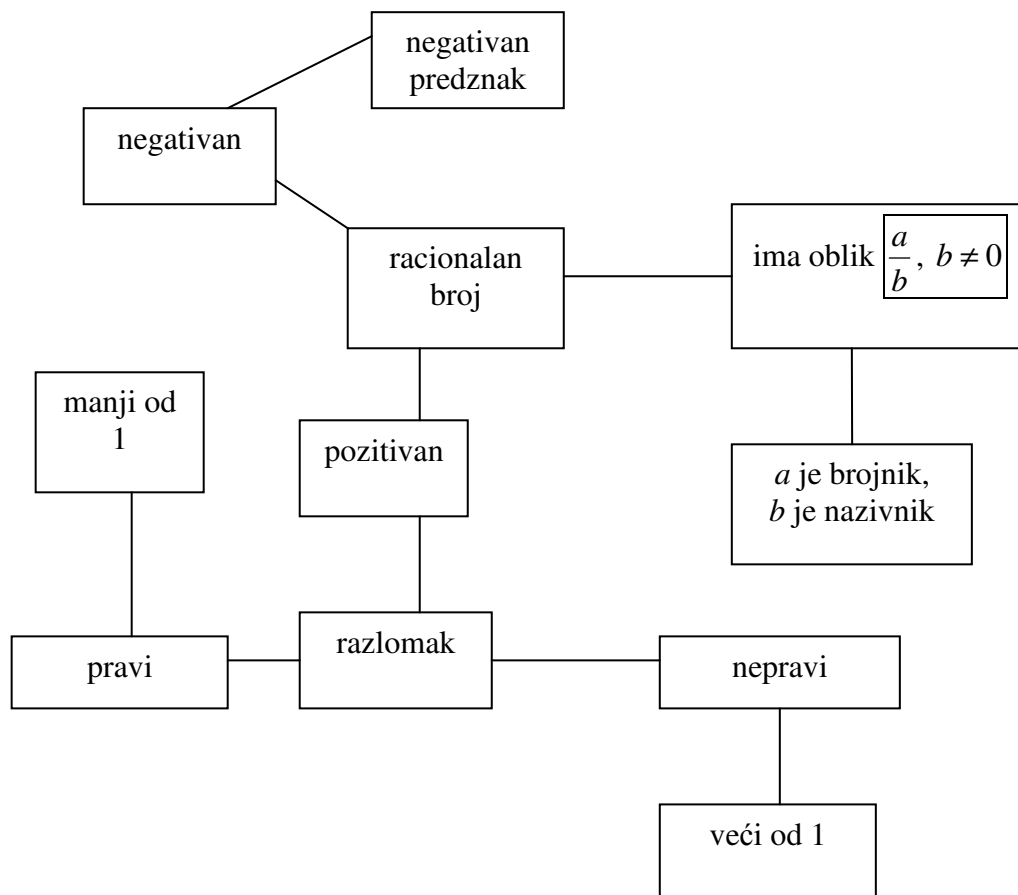 negativan
predznak
negativan
racionalan
broj
ima oblik a/b, b ≠ 0
manji od
1
pozitivan
a je brojnik,
b je nazivnik
pravi
razlomak
nepravi
veći od 1